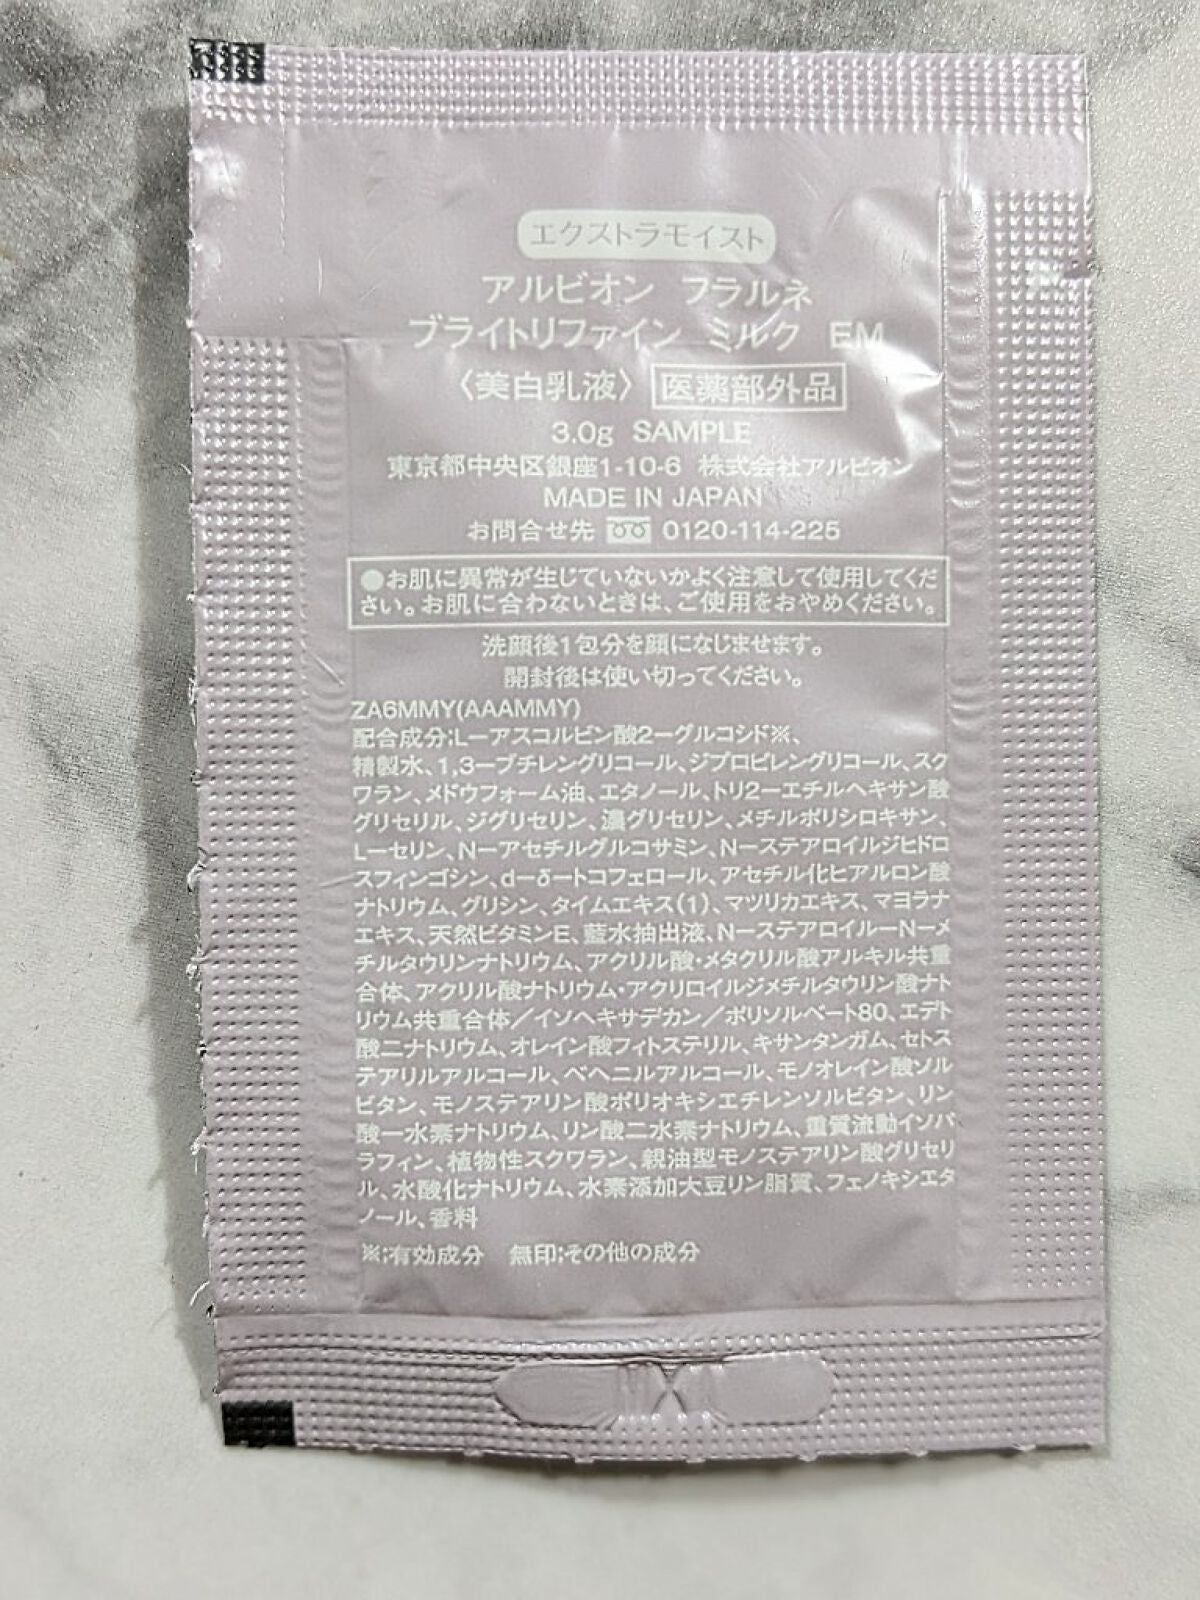 エクストラモイスト
アルビオン フラルネ
ブライトリファイン ミルク EM
〈美白乳液〉 医薬部外品
3.0g SAMPLE
東京都中央区銀座1-10-6 株式会社アルビオン
MADE IN JAPAN
お問合せ先 0120-114-225
●お肌に異常が生じていないかよく注意して使用してくだ
さい。お肌に合わないときは、ご使用をおやめください。
洗顔後1包分を顔になじませます。
開封後は使い切ってください。
ZA6MMY(AAAMMY)
配合成分:L-アスコルビン酸2-グルコシド※、
精製水、1,3-ブチレングリコール、ジプロピレングリコール、スク
ワラン、メドウフォーム油、エタノール、トリ2-エチルヘキサン酸
グリセリル、ジグリセリン、濃グリセリン、メチルポリシロキサン、
L-セリン、N-アセチルグルコサミン、N-ステアロイルジヒドロ
スフィンゴシン、d-δ-トコフェロール、アセチル化ヒアルロン酸
ナトリウム、グリシン、タイムエキス(1)、マツリカエキス、マヨラナ
エキス、天然ビタミンE、藍水抽出液、N-ステアロイル-N-メ
チルタウリンナトリウム、アクリル酸・メタクリル酸アルキル共重
合体、アクリル酸ナトリウム・アクリロイルジメチルタウリン酸ナト
リウム共重合体/イソヘキサデカン/ポリソルベート80、エデト
酸二ナトリウム、オレイン酸フィトステリル、キサンタンガム、セトス
テアリルアルコール、ベヘニルアルコール、モノオレイン酸ソル
ビタン、モノステアリン酸ポリオキシエチレンソルビタン、リン
酸一水素ナトリウム、リン酸二水素ナトリウム、重質流動イソパ
ラフィン、植物性スクワラン、親油型モノステアリン酸グリセリ
ル、水酸化ナトリウム、水素添加大豆リン脂質、フェノキシエタ
ノール、香料
※:有効成分 無印:その他の成分